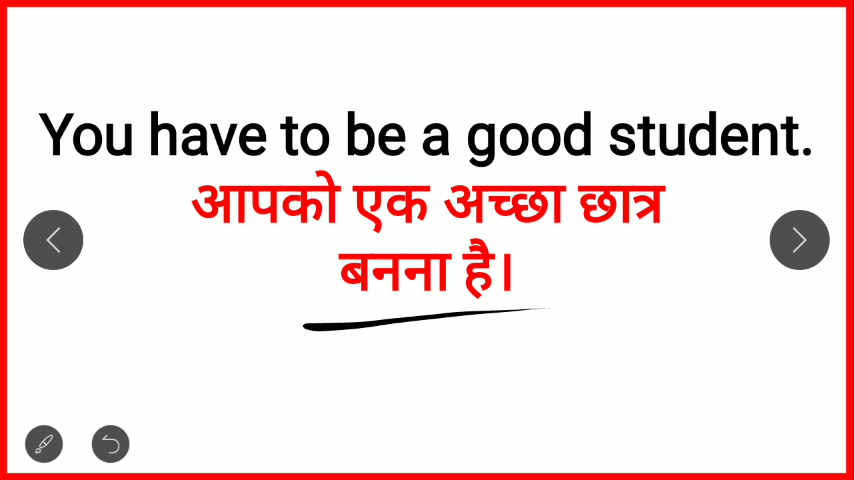 You have to be a good student.
आपको एक अच्छा छात्र
बनना है।